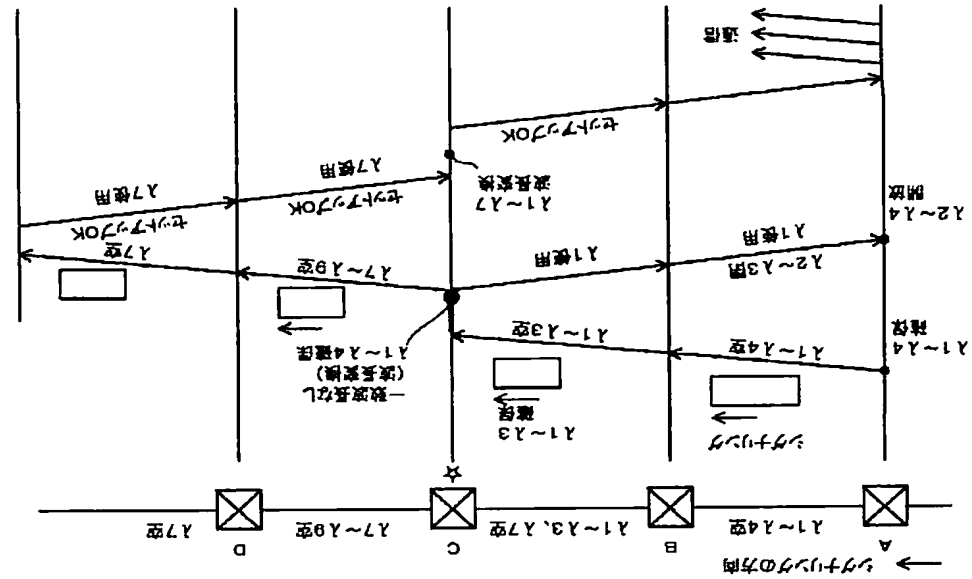 シグナリングの方向
A
B
C
D
λ1〜λ4空
λ1〜λ3、λ7空
λ7〜λ9空
λ7空
☆
シグナリング
λ1〜λ3
確保
一致波長なし
(波長変換)
λ1〜λ4確保
λ1〜λ4
確保
λ1〜λ4空
λ1〜λ3空
λ7〜λ9空
λ7空
λ2〜λ3閉
λ1使用
λ1使用
λ2〜λ4
開放
セットアップOK
λ7使用
セットアップOK
λ7使用
λ1〜λ7
波長変換
セットアップOK
通信